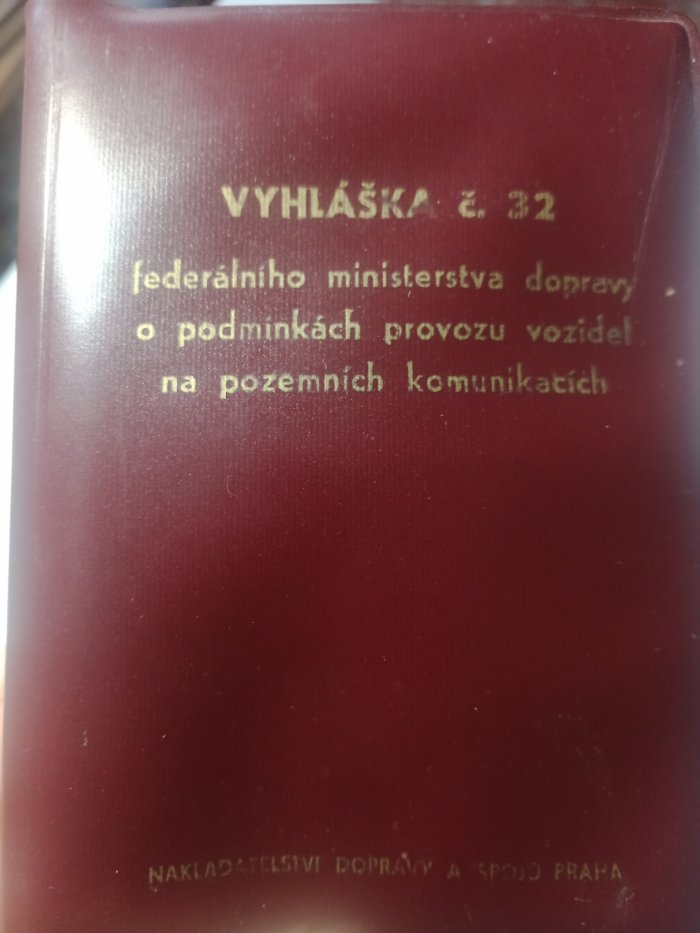 VYHLÁŠKA č. 32
federálního ministerstva dopravy
o podmínkách provozu vozidel
na pozemních komunikacích
NAKLADATELSTVÍ DOPRAVY A SPOJŮ PRAHA